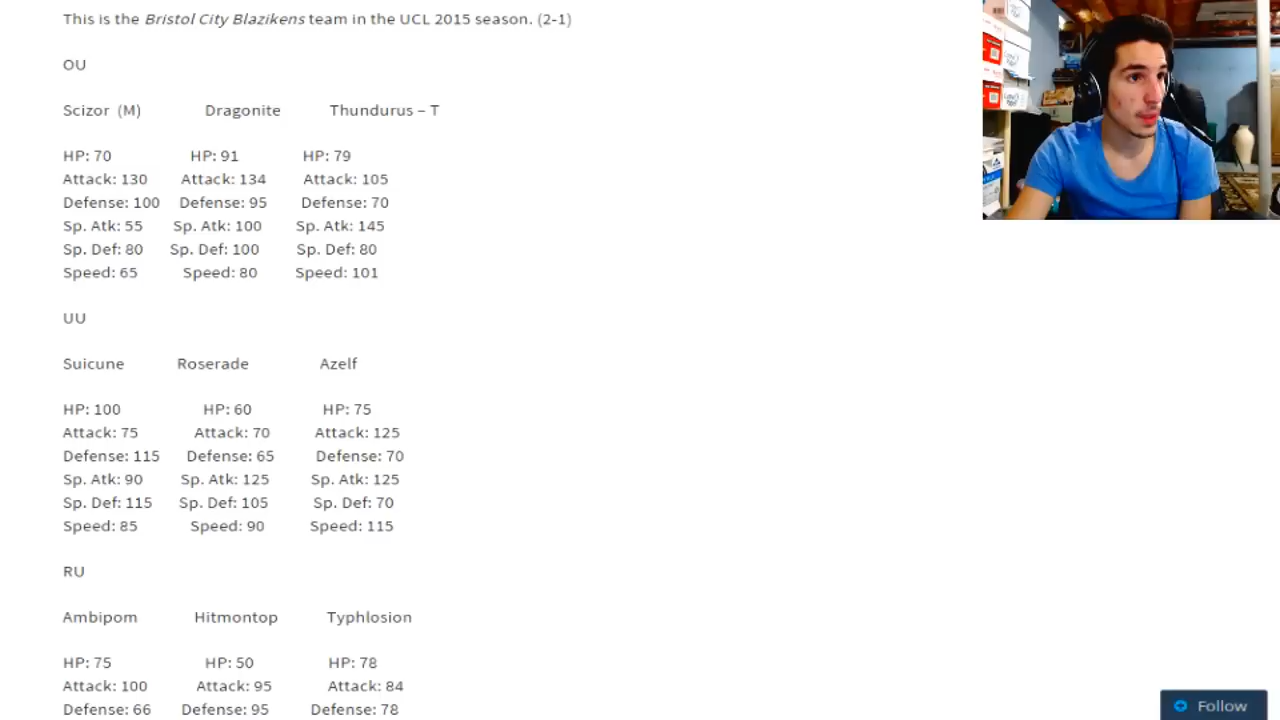 This is the Bristol City Blazikens team in the UCL 2015 season. (2-1)
OU
Scizor (M) Dragonite Thundurus – T
HP: 70 HP: 91 HP: 79
Attack: 130 Attack: 134 Attack: 105
Defense: 100 Defense: 95 Defense: 70
Sp. Atk: 55 Sp. Atk: 100 Sp. Atk: 145
Sp. Def: 80 Sp. Def: 100 Sp. Def: 80
Speed: 65 Speed: 80 Speed: 101
UU
Suicune Roserade Azelf
HP: 100 HP: 60 HP: 75
Attack: 75 Attack: 70 Attack: 125
Defense: 115 Defense: 65 Defense: 70
Sp. Atk: 90 Sp. Atk: 125 Sp. Atk: 125
Sp. Def: 115 Sp. Def: 105 Sp. Def: 70
Speed: 85 Speed: 90 Speed: 115
RU
Ambipom Hitmontop Typhlosion
HP: 75 HP: 50 HP: 78
Attack: 100 Attack: 95 Attack: 84
Defense: 66 Defense: 95 Defense: 78
Follow